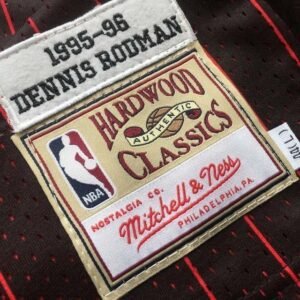 1995-96
DENNIS RODMAN
HARDWOOD
AUTHENTIC
CLASSICS
NBA
NOSTALGIA CO.
Mitchell & Ness
PHILADELPHIA, PA.